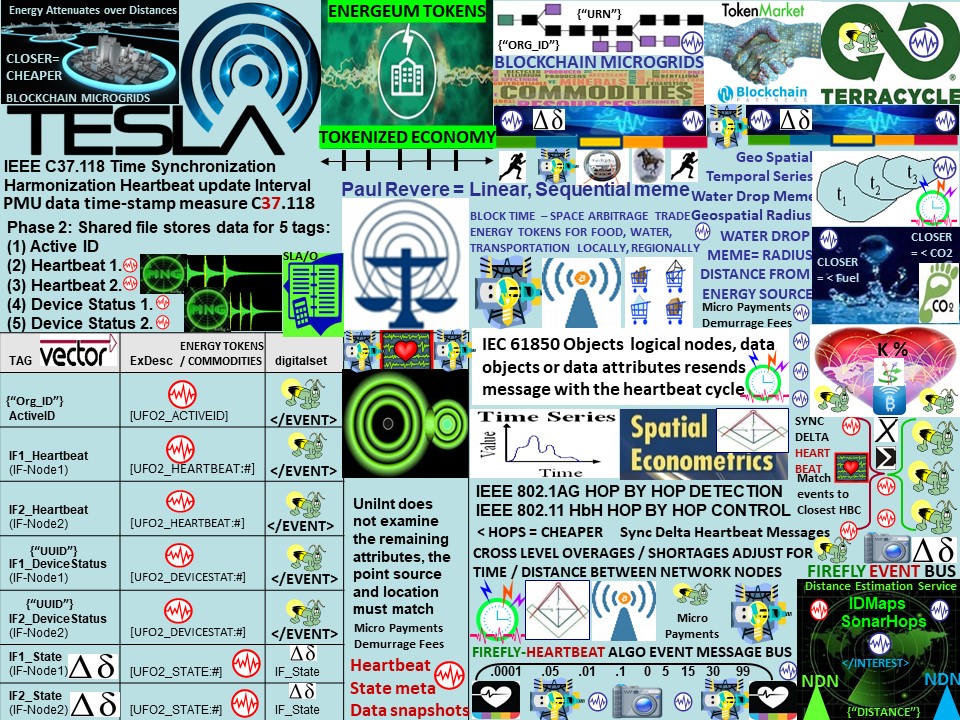 Energy Attenuates over Distances
CLOSER=
CHEAPER
BLOCKCHAIN MICROGRIDS
TESLA
ENERGEUM TOKENS
TOKENIZED ECONOMY
{“URN”}
{“ORG_ID”}
BLOCKCHAIN MICROGRIDS
COMMODITIES
RESOURCES
TokenMarket
Blockchain
PARTNERS
TERRACYCLE
Δδ
Δδ
IEEE C37.118 Time Synchronization
Harmonization Heartbeat update Interval
PMU data time-stamp measure C37.118
Phase 2: Shared file stores data for 5 tags:
(1) Active ID
(2) Heartbeat 1.
(3) Heartbeat 2.
(4) Device Status 1.
(5) Device Status 2.
MNG
MNG
SLA/O
Paul Revere = Linear, Sequential meme
BLOCK TIME – SPACE ARBITRAGE TRADE
ENERGY TOKENS FOR FOOD, WATER,
TRANSPORTATION LOCALLY, REGIONALLY
Geo Spatial
Temporal Series
Water Drop Meme
Geospatial Radius
WATER DROP
MEME= RADIUS
DISTANCE FROM
ENERGY SOURCE
Micro Payments
Demurrage Fees
t1
t2
t3
CLOSER
= < CO2
CLOSER
= < Fuel
CO2
TAG
vector
ExDesc
ENERGY TOKENS
/ COMMODITIES
digitalset
{“Org_ID”}
ActiveID
[UFO2_ACTIVEID]
</EVENT>
IF1_Heartbeat
(IF-Node1)
[UFO2_HEARTBEAT:#]
</EVENT>
IF2_Heartbeat
(IF-Node2)
[UFO2_HEARTBEAT:#]
</EVENT>
{“UUID”}
IF1_DeviceStatus
(IF-Node1)
[UFO2_DEVICESTAT:#]
</EVENT>
{“UUID”}
IF2_DeviceStatus
(IF-Node2)
[UFO2_DEVICESTAT:#]
</EVENT>
IF1_State
(IF-Node1)
Δδ
[UFO2_STATE:#]
Δδ
IF_State
IF2_State
(IF-Node2)
Δδ
[UFO2_STATE:#]
Δδ
IF_State
UniInt does
not examine
the remaining
attributes, the
point source
and location
must match
Micro Payments
Demurrage Fees
Heartbeat
State meta
Data snapshots
IEC 61850 Objects logical nodes, data
objects or data attributes resends
message with the heartbeat cycle
Time Series
Value
Time
Spatial
Econometrics
K %
SYNC
DELTA
HEART
BEAT
Match
events to
Closest HBC
X
Σ
IEEE 802.1AG HOP BY HOP DETECTION
IEEE 802.11 HbH HOP BY HOP CONTROL
< HOPS = CHEAPER Sync Delta Heartbeat Messages
CROSS LEVEL OVERAGES / SHORTAGES ADJUST FOR
TIME / DISTANCE BETWEEN NETWORK NODES
Micro
Payments
FIREFLY-HEARTBEAT ALGO EVENT MESSAGE BUS
.0001 .05 .01 .1 0 5 15 30 99
Δδ
FIREFLY EVENT BUS
Distance Estimation Service
IDMaps
SonarHops
</INTEREST>
NDN
NDN
{“DISTANCE”}